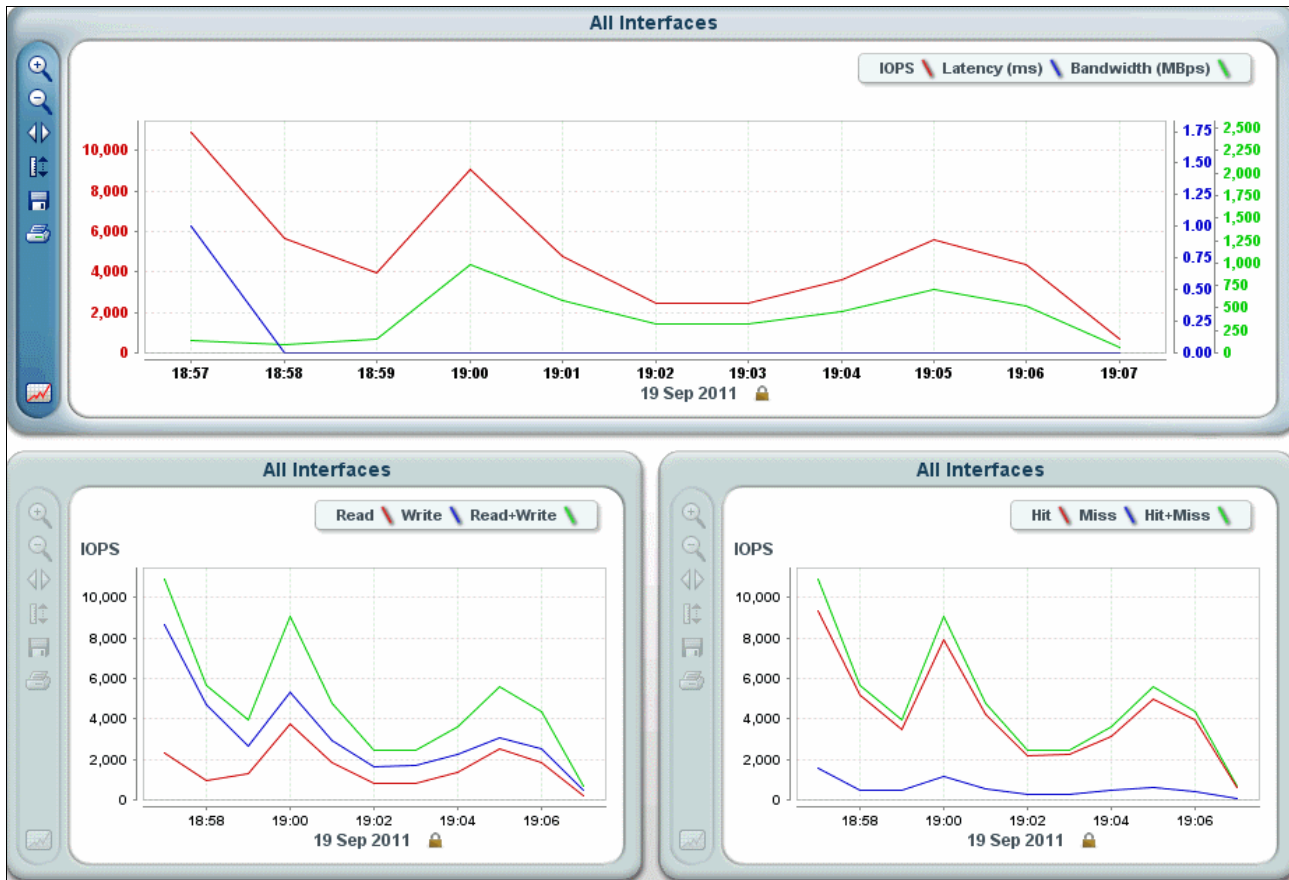 All Interfaces
IOPS Latency (ms) Bandwidth (MBps)
10,000
8,000
6,000
4,000
2,000
0
1.75
1.50
1.25
1.00
0.75
0.50
0.25
0.00
2,500
2,250
2,000
1,750
1,500
1,250
1,000
750
500
250
0
18:57 18:58 18:59 19:00 19:01 19:02 19:03 19:04 19:05 19:06 19:07
19 Sep 2011
All Interfaces
Read Write Read+Write
IOPS
10,000
8,000
6,000
4,000
2,000
0
18:58 19:00 19:02 19:04 19:06
19 Sep 2011
All Interfaces
Hit Miss Hit+Miss
IOPS
10,000
8,000
6,000
4,000
2,000
0
18:58 19:00 19:02 19:04 19:06
19 Sep 2011